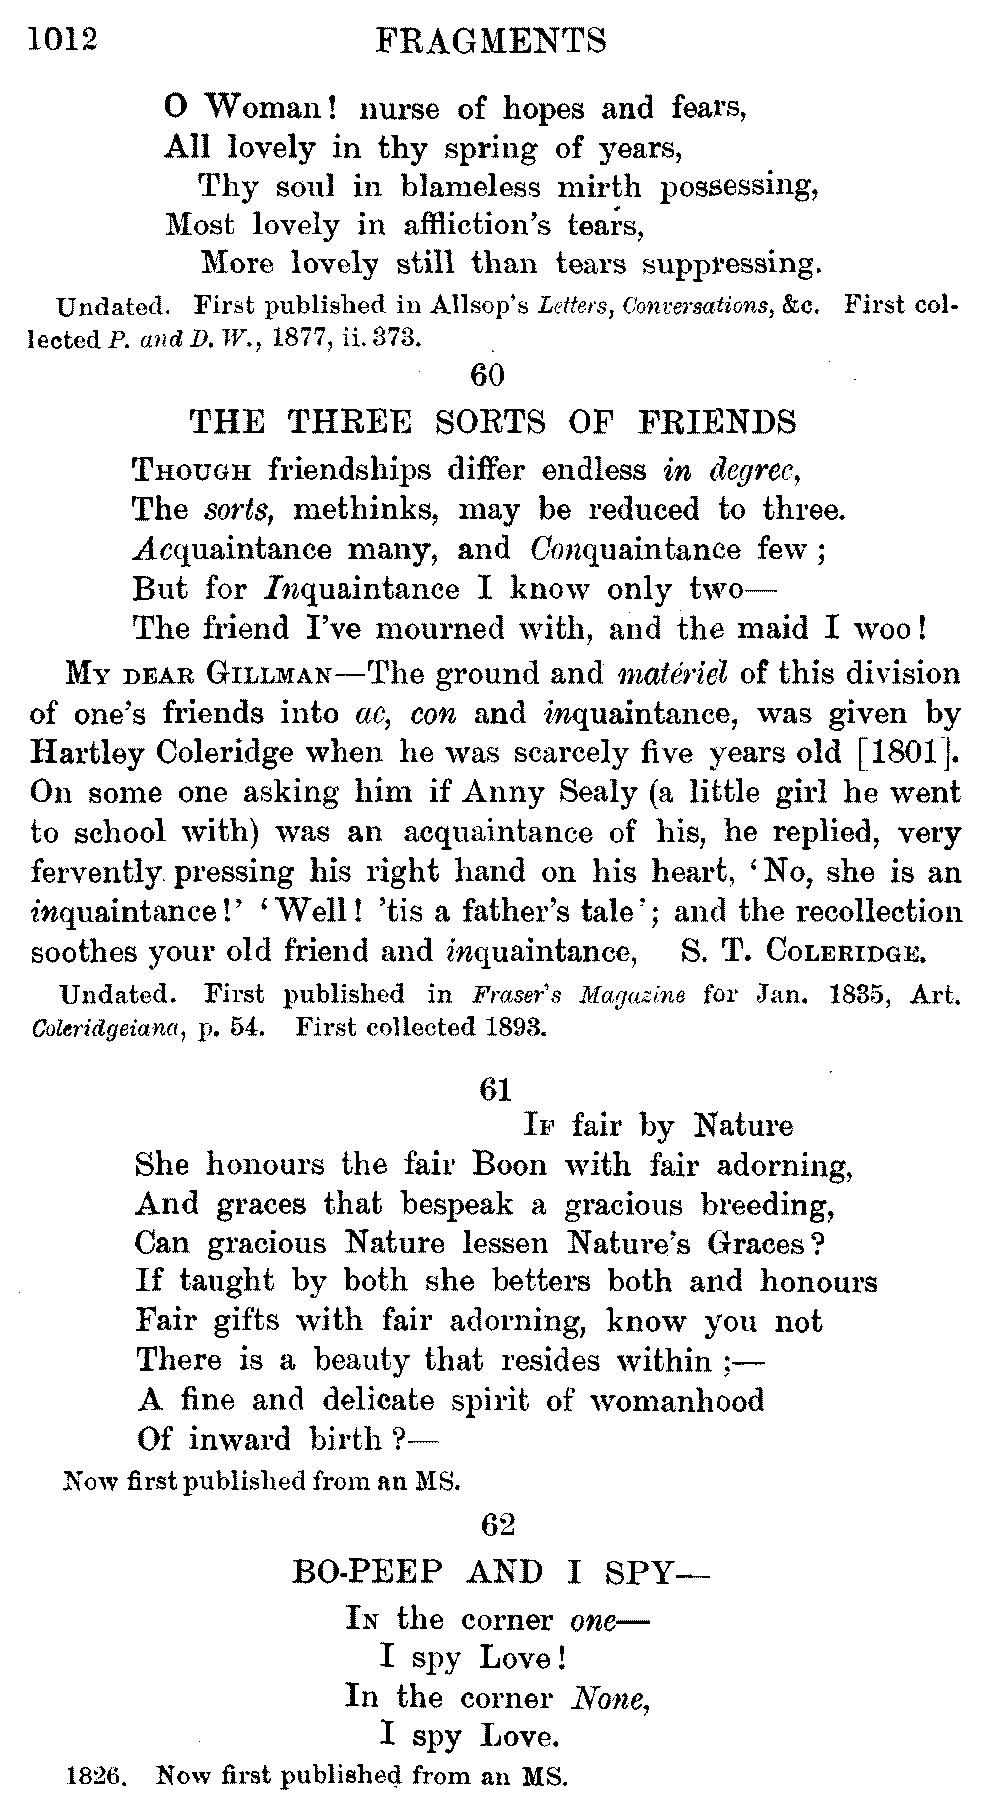 1012 FRAGMENTS
O Woman! nurse of hopes and fears,
All lovely in thy spring of years,
Thy soul in blameless mirth possessing,
Most lovely in affliction's tears,
More lovely still than tears suppressing.
Undated. First published in Allsop's Letters, Conversations, &c. First col-
lected P. and D. W., 1877, ii. 373.
60
THE THREE SORTS OF FRIENDS
THOUGH friendships differ endless in degree,
The sorts, methinks, may be reduced to three.
Acquaintance many, and Conquaintance few;
But for Inquaintance I know only two—
The friend I've mourned with, and the maid I woo!
MY DEAR GILLMAN—The ground and matériel of this division
of one's friends into ac, con and inquaintance, was given by
Hartley Coleridge when he was scarcely five years old [1801].
On some one asking him if Anny Sealy (a little girl he went
to school with) was an acquaintance of his, he replied, very
fervently pressing his right hand on his heart, 'No, she is an
inquaintance!' 'Well! 'tis a father's tale'; and the recollection
soothes your old friend and inquaintance, S. T. COLERIDGE.
Undated. First published in Fraser's Magazine for Jan. 1835, Art.
Coleridgeiana, p. 54. First collected 1893.
61
IF fair by Nature
She honours the fair Boon with fair adorning,
And graces that bespeak a gracious breeding,
Can gracious Nature lessen Nature's Graces?
If taught by both she betters both and honours
Fair gifts with fair adorning, know you not
There is a beauty that resides within;—
A fine and delicate spirit of womanhood
Of inward birth?—
Now first published from an MS.
62
BO-PEEP AND I SPY—
IN the corner one—
I spy Love!
In the corner None,
I spy Love.
1826. Now first published from an MS.